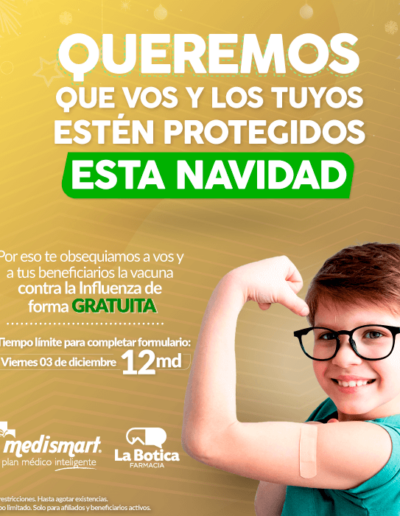 QUEREMOS
QUE VOS Y LOS TUYOS
ESTÉN PROTEGIDOS
ESTA NAVIDAD
Por eso te obsequiamos a vos y
a tus beneficiarios la vacuna
contra la Influenza de
forma GRATUITA
Tiempo límite para completar formulario:
Viernes 03 de diciembre 12md
medismart.
plan médico inteligente
La Botica
FARMACIA
restricciones. Hasta agotar existencias.
limitado. Solo para afiliados y beneficiarios activos.